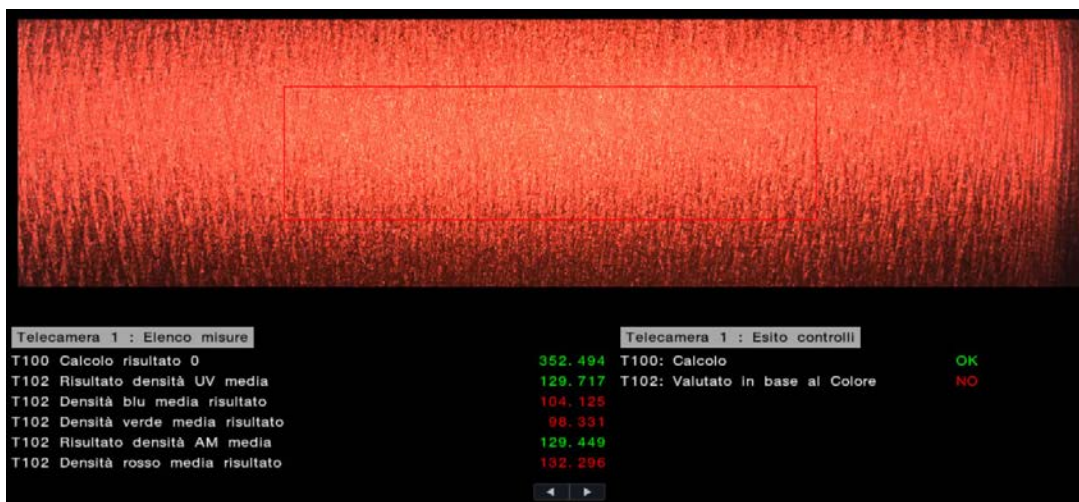 Telecamera 1 : Elenco misure
T100 Calcolo risultato 0 352.494
T102 Risultato densità UV media 129.717
T102 Densità blu media risultato 104.125
T102 Densità verde media risultato 98.331
T102 Risultato densità AM media 129.449
T102 Densità rosso media risultato 132.296
Telecamera 1 : Esito controlli
T100: Calcolo OK
T102: Valutato in base al Colore NO